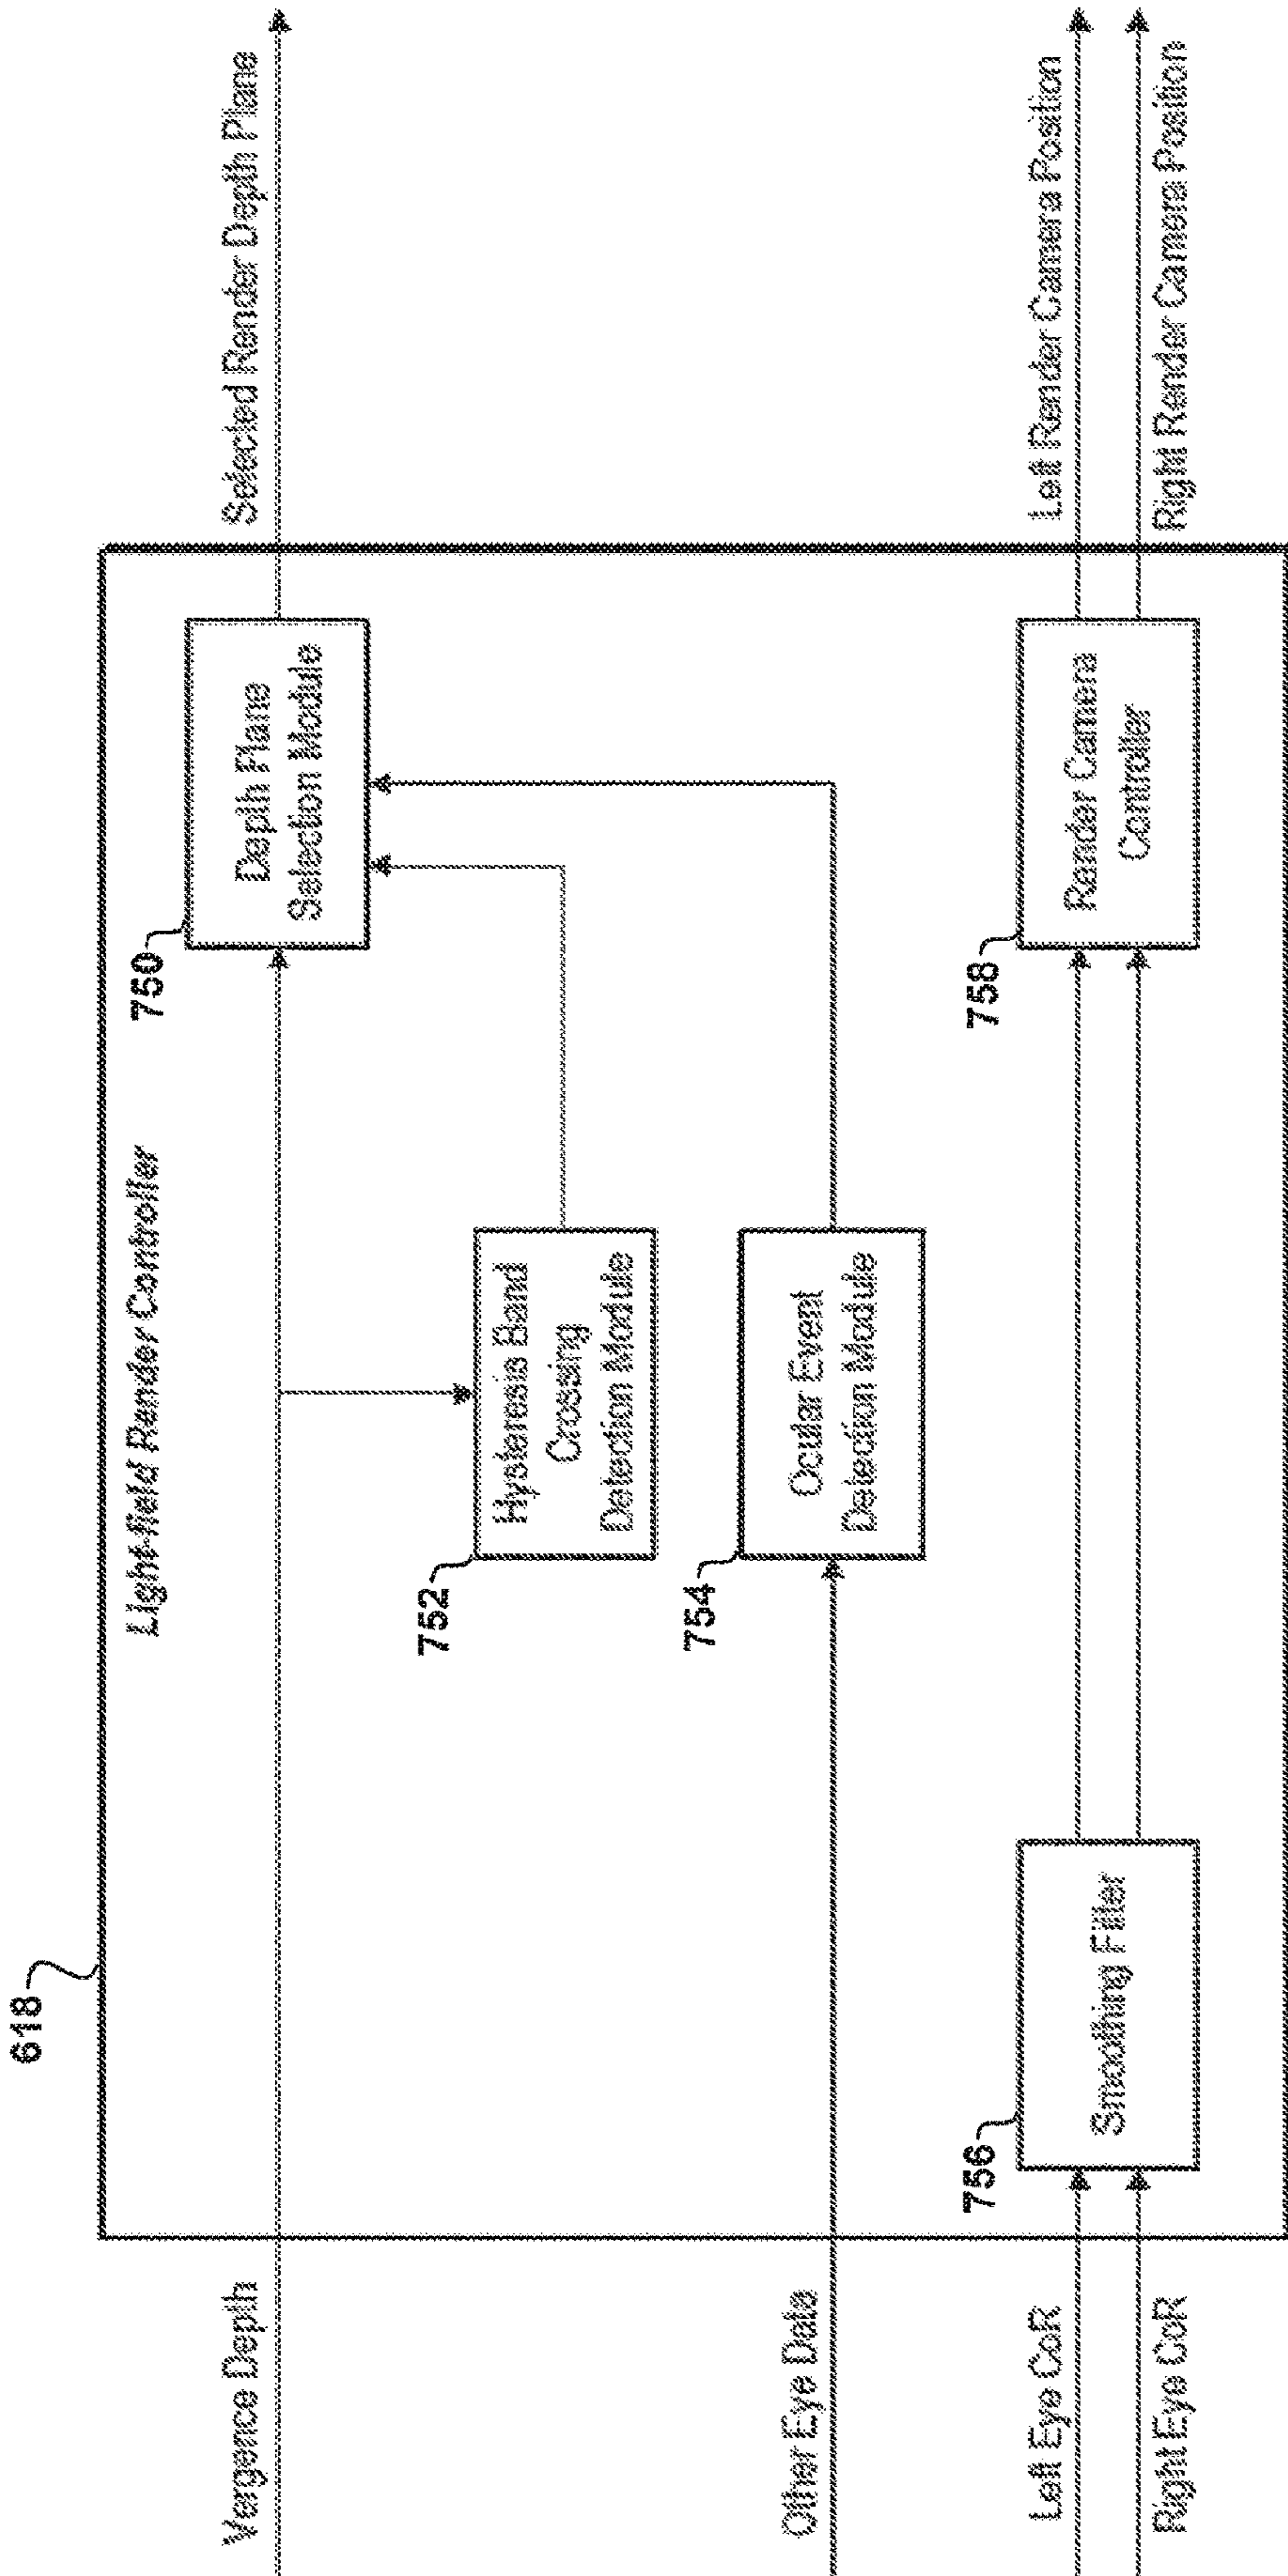 618
Light-field Render Controller
Vergence Depth
750
Depth Plane
Selection Module
Selected Render Depth Plane
752
Hysteresis Band
Crossing
Detection Module
Other Eye Data
754
Ocular Event
Detection Module
Left Eye CoR
Right Eye CoR
756
Smoothing Filter
758
Render Camera
Controller
Left Render Camera Position
Right Render Camera Position